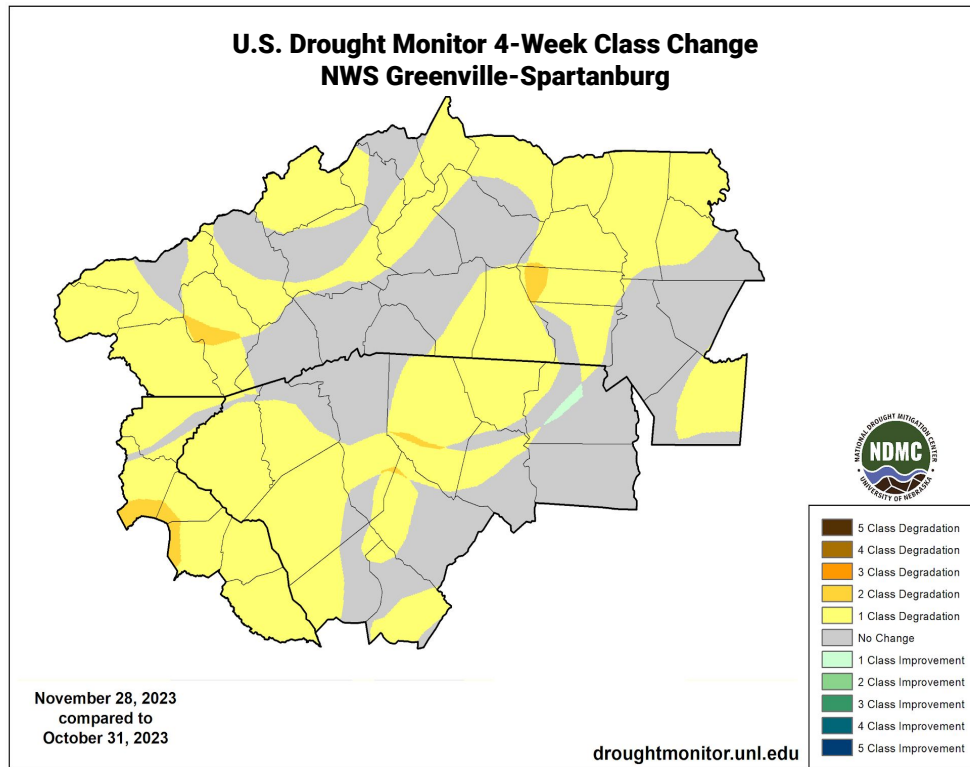 U.S. Drought Monitor 4-Week Class Change
NWS Greenville-Spartanburg
NATIONAL DROUGHT MITIGATION CENTER
NDMC
UNIVERSITY OF NEBRASKA
5 Class Degradation
4 Class Degradation
3 Class Degradation
2 Class Degradation
1 Class Degradation
No Change
1 Class Improvement
2 Class Improvement
3 Class Improvement
4 Class Improvement
5 Class Improvement
November 28, 2023
compared to
October 31, 2023
droughtmonitor.unl.edu